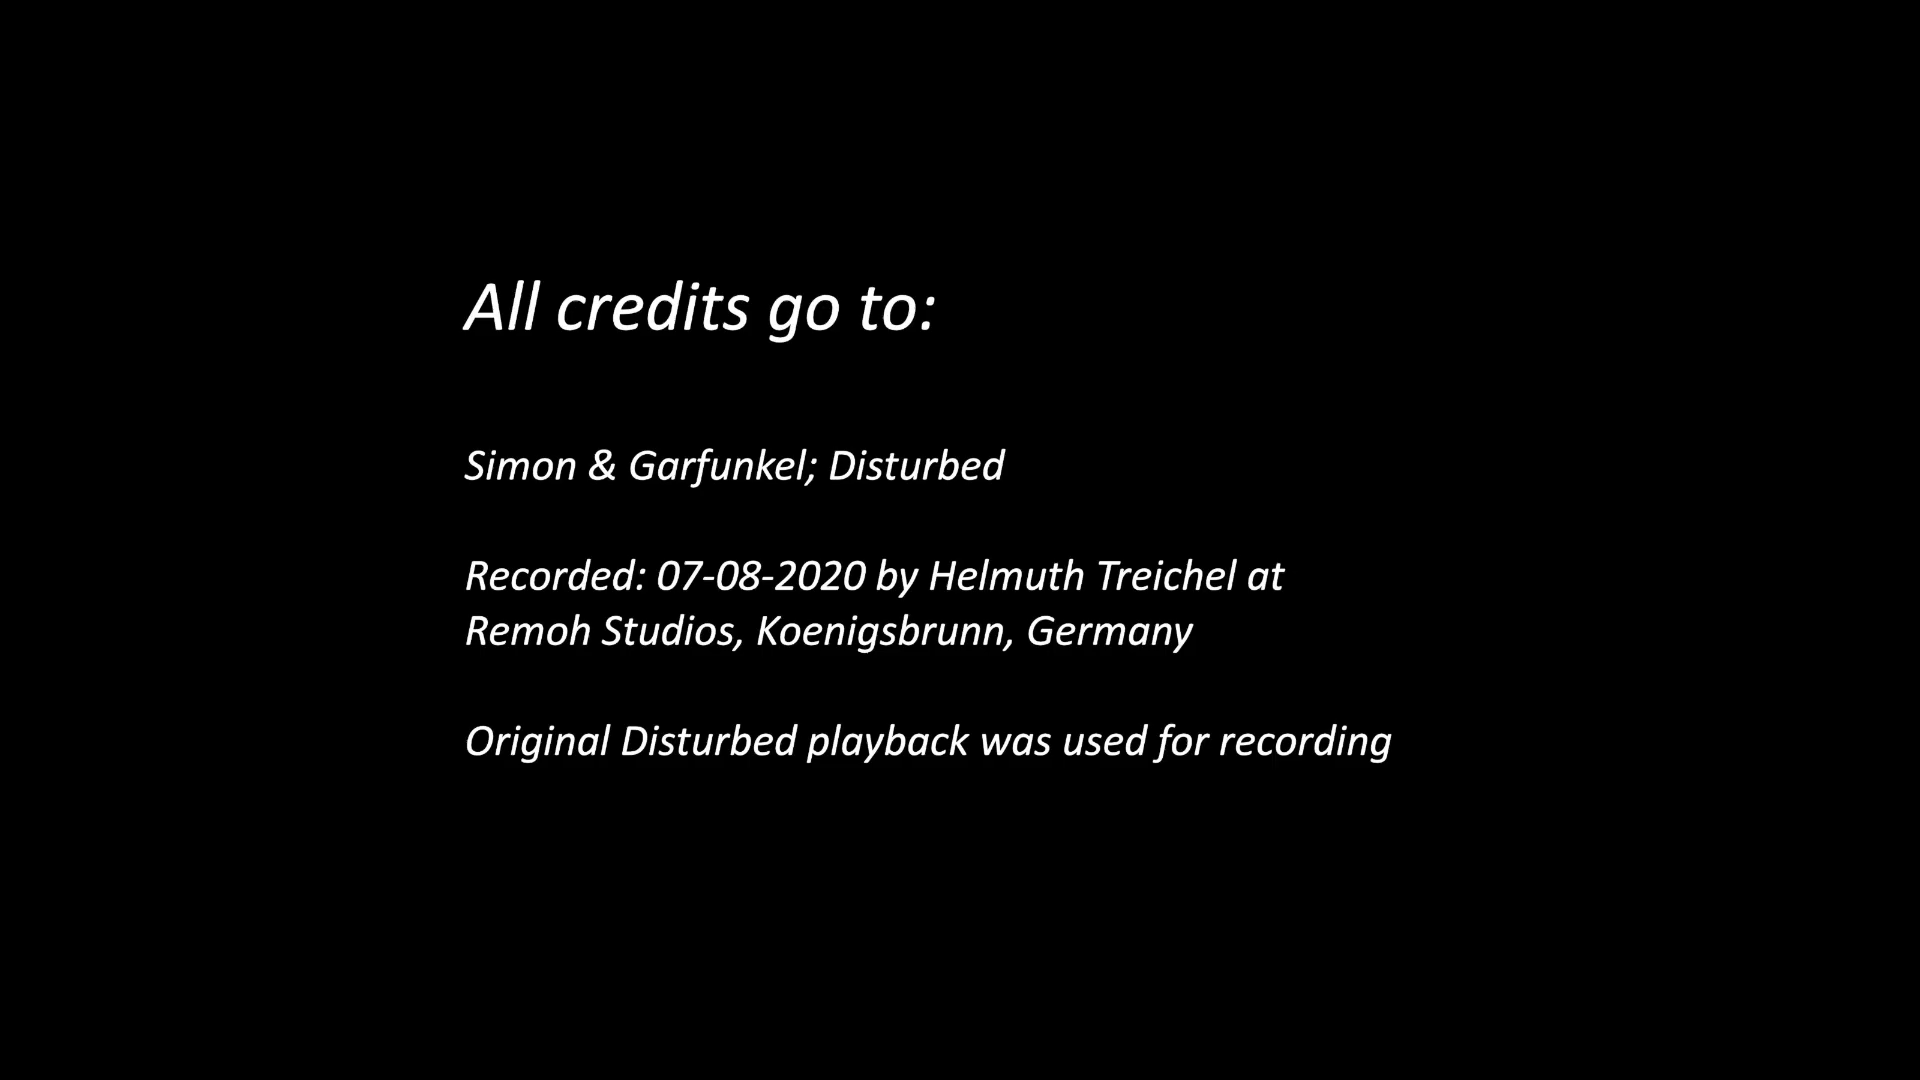 All credits go to:
Simon & Garfunkel; Disturbed
Recorded: 07-08-2020 by Helmuth Treichel at
Remoh Studios, Koenigsbrunn, Germany
Original Disturbed playback was used for recording